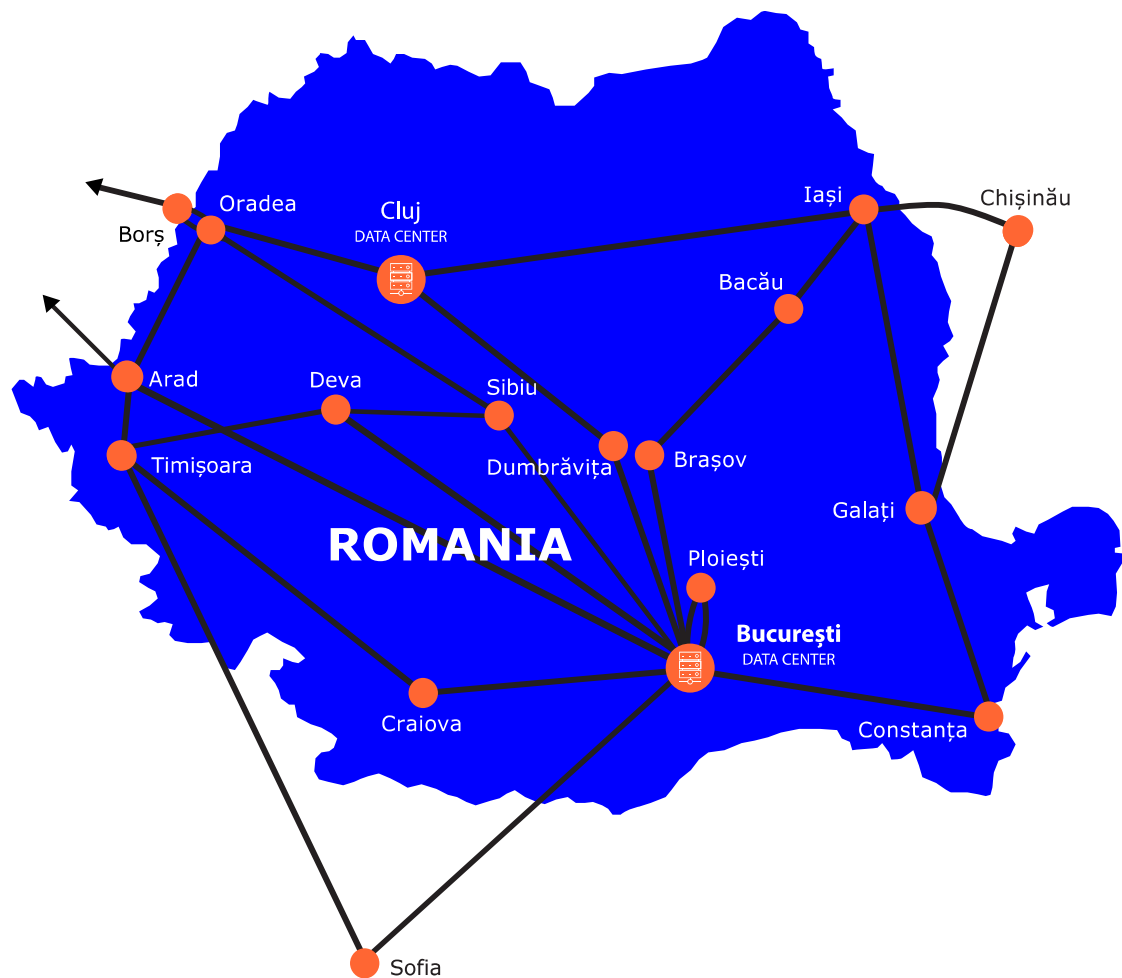 Oradea
Borș
Cluj
DATA CENTER
Iași
Chișinău
Bacău
Arad
Deva
Sibiu
Timișoara
Dumbrăvița
Brașov
Galați
ROMANIA
Ploiești
București
DATA CENTER
Craiova
Constanța
Sofia